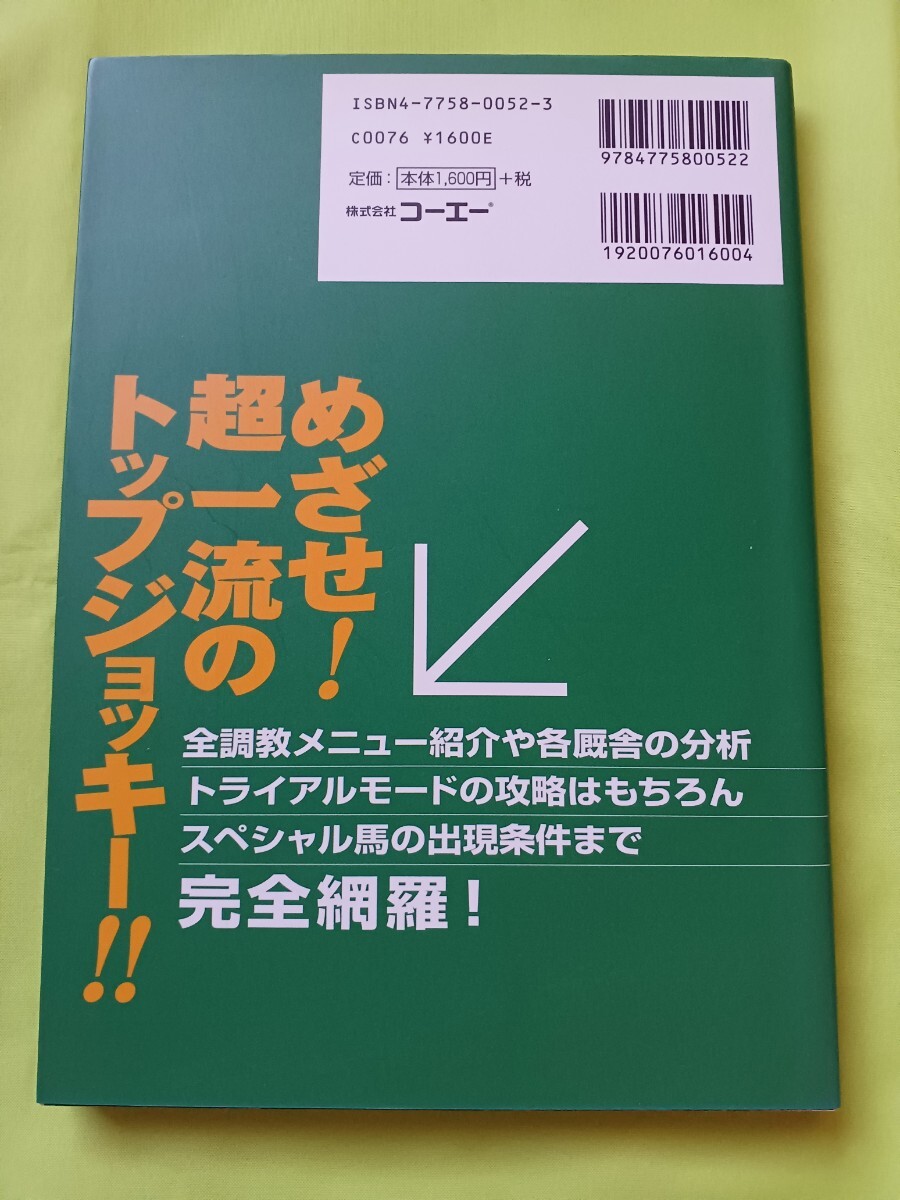 ISBN4-7758-0052-3
C0076 ¥1600E
定価:本体1,600円+税
株式会社コーエー®
9784775800522
1920076016004
めざせ!
超一流の
トップジョッキー!!
全調教メニュー紹介や各厩舎の分析
トライアルモードの攻略はもちろん
スペシャル馬の出現条件まで
完全網羅!